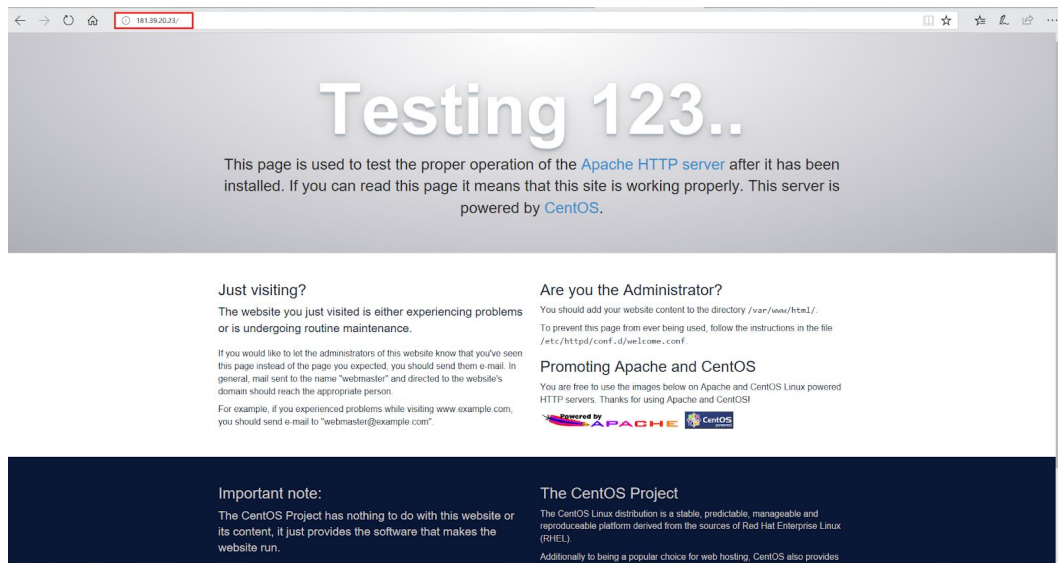 181.39.20.23/
Testing 123..
This page is used to test the proper operation of the Apache HTTP server after it has been
installed. If you can read this page it means that this site is working properly. This server is
powered by CentOS.
Just visiting?
The website you just visited is either experiencing problems
or is undergoing routine maintenance.
If you would like to let the administrators of this website know that you've seen
this page instead of the page you expected, you should send them e-mail. In
general, mail sent to the name "webmaster" and directed to the website's
domain should reach the appropriate person.
For example, if you experienced problems while visiting www.example.com,
you should send e-mail to "webmaster@example.com".
Are you the Administrator?
You should add your website content to the directory /var/www/html/.
To prevent this page from ever being used, follow the instructions in the file
/etc/httpd/conf.d/welcome.conf.
Promoting Apache and CentOS
You are free to use the images below on Apache and CentOS Linux powered
HTTP servers. Thanks for using Apache and CentOS!
Powered by
APACHE
CentOS
powered
Important note:
The CentOS Project has nothing to do with this website or
its content, it just provides the software that makes the
website run.
The CentOS Project
The CentOS Linux distribution is a stable, predictable, manageable and
reproduceable platform derived from the sources of Red Hat Enterprise Linux
(RHEL).
Additionally to being a popular choice for web hosting, CentOS also provides